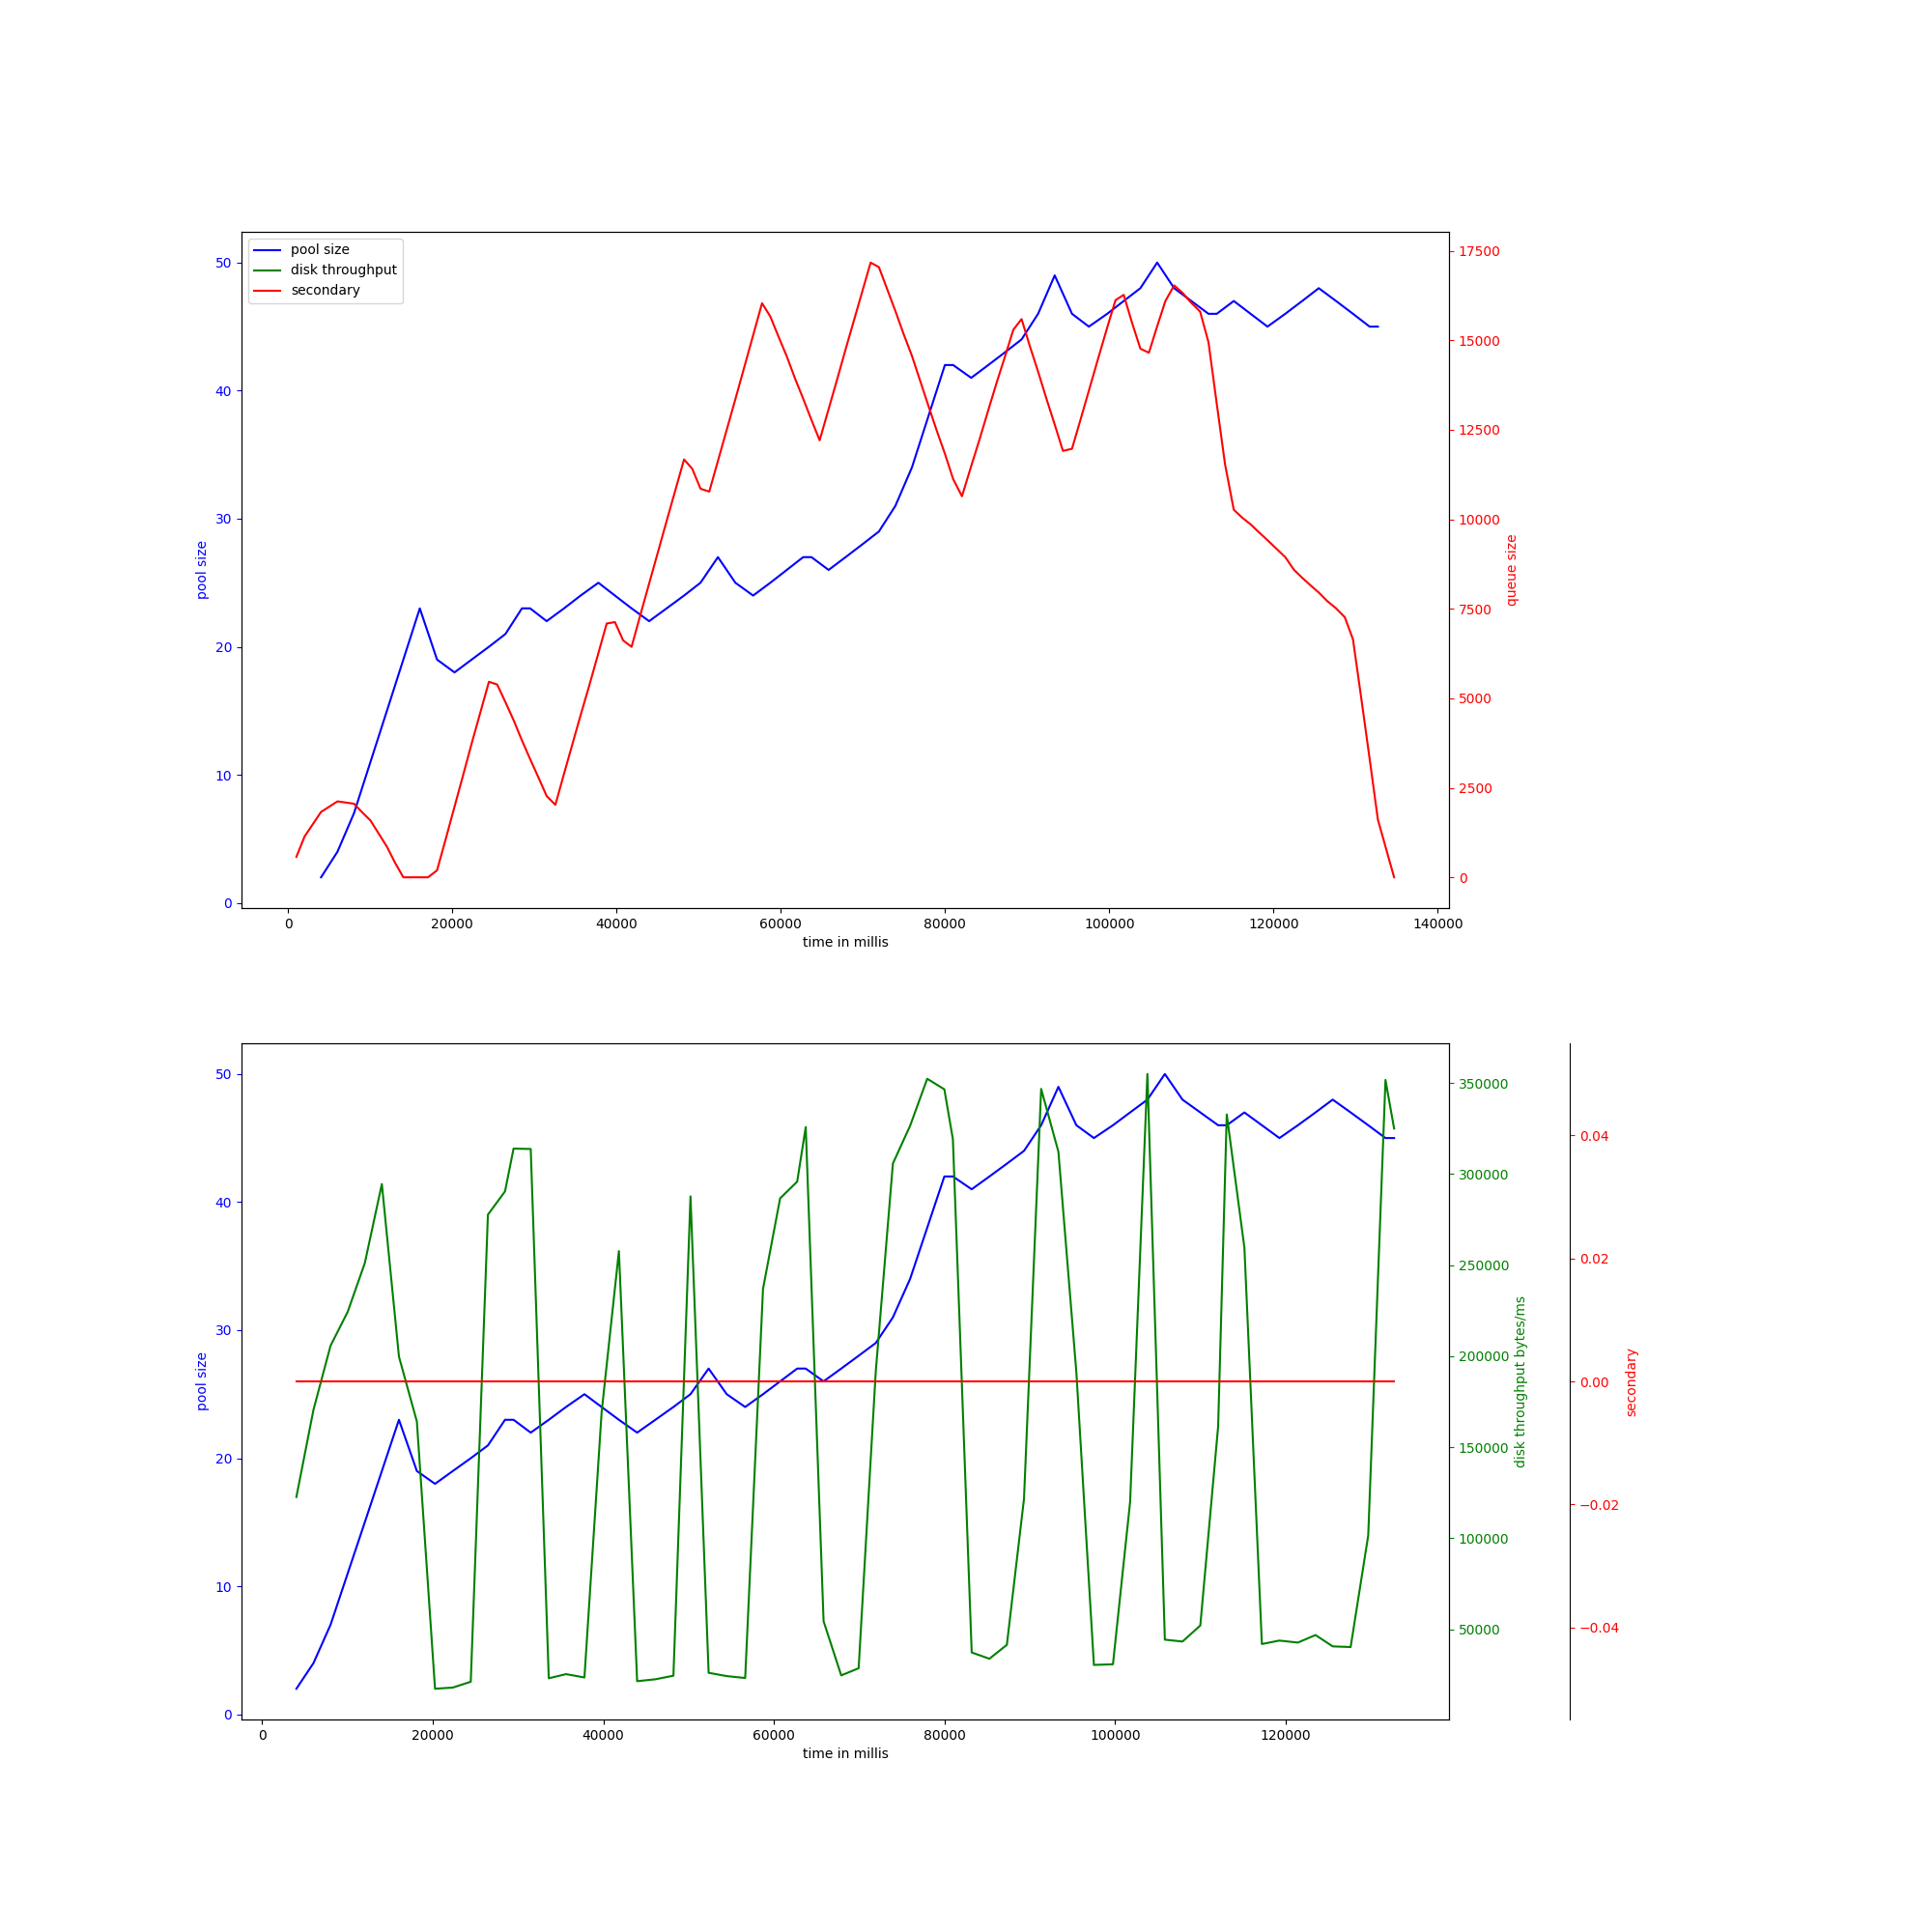 pool size
disk throughput
secondary
50
40
30
20
10
0
pool size
17500
15000
12500
10000
7500
5000
2500
0
queue size
0 20000 40000 60000 80000 100000 120000 140000
time in millis
50
40
30
20
10
0
pool size
350000
300000
250000
200000
150000
100000
50000
disk throughput bytes/ms
0.04
0.02
0.00
−0.02
−0.04
secondary
0 20000 40000 60000 80000 100000 120000
time in millis